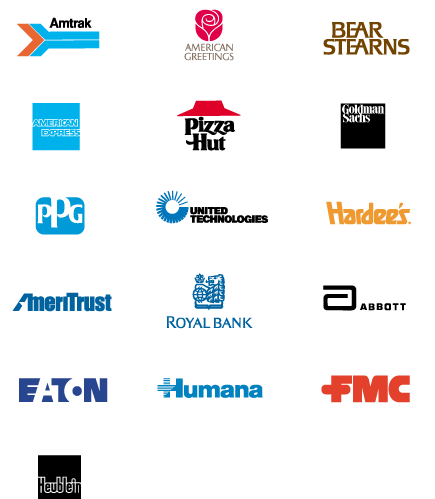 Amtrak
AMERICAN
GREETINGS
BEAR
STEARNS
AMERICAN
EXPRESS
Pizza
Hut
Goldman
Sachs
PPG
UNITED
TECHNOLOGIES
Hardee's
AmeriTrust
ROYAL BANK
ABBOTT
EATON
Humana
FMC
Heublein